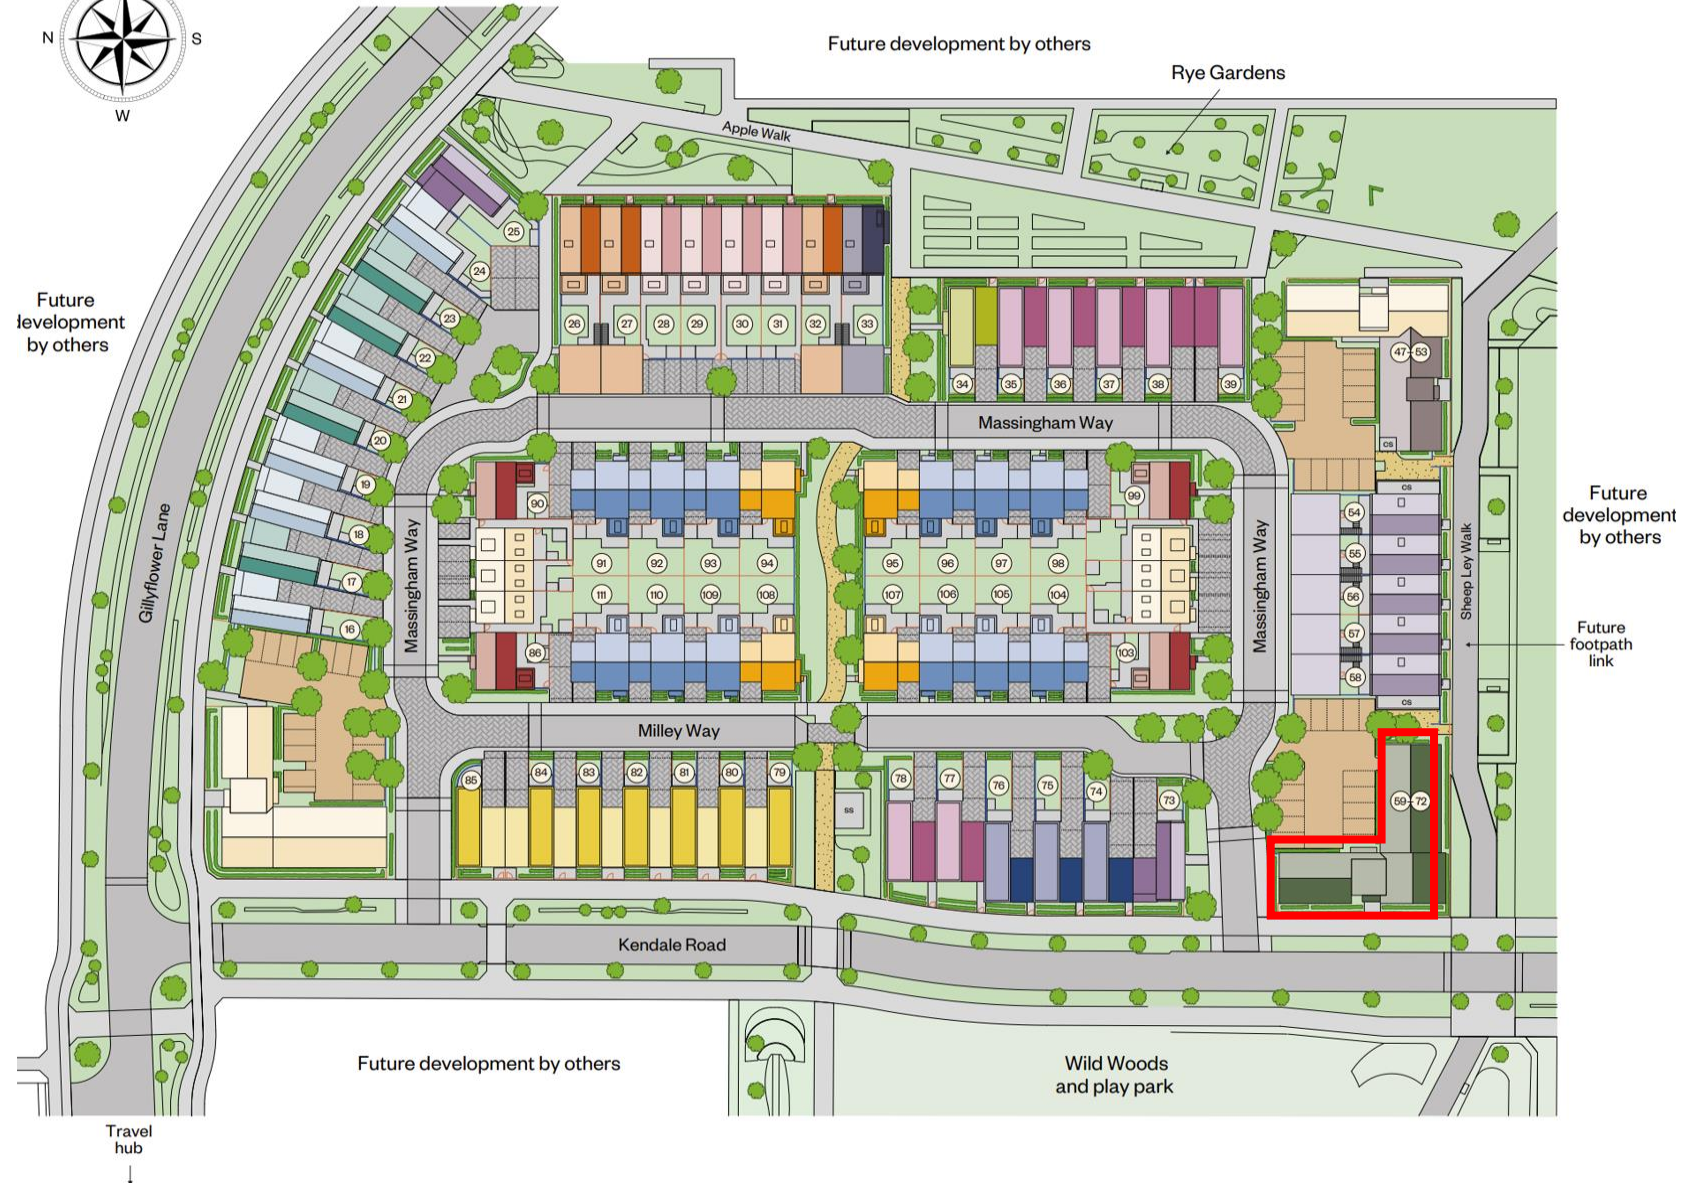 N
S
W
Future development by others
Rye Gardens
Apple Walk
Future
development
by others
25
24
23
22
21
20
19
18
17
16
26
27
28
29
30
31
32
33
34
35
36
37
38
39
47-53
cs
Massingham Way
Gillyflower Lane
Massingham Way
90
91
92
93
94
95
96
97
98
99
111
110
109
108
107
106
105
104
86
103
Massingham Way
cs
54
55
56
57
58
cs
Sheep Ley Walk
Future
development
by others
Future
footpath
link
Milley Way
85
84
83
82
81
80
79
ss
78
77
76
75
74
73
59-72
Kendale Road
Future development by others
Wild Woods
and play park
Travel
hub